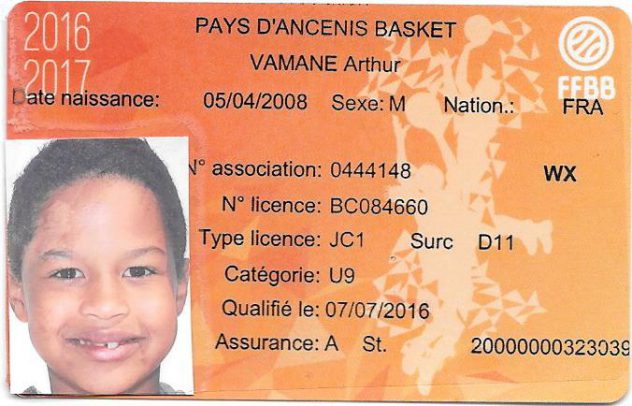 2016
2017
PAYS D'ANCENIS BASKET
VAMANE Arthur
FFBB
Date naissance: 05/04/2008 Sexe: M Nation.: FRA
N° association: 0444148 WX
N° licence: BC084660
Type licence: JC1 Surc D11
Catégorie: U9
Qualifié le: 07/07/2016
Assurance: A St. 20000000323039